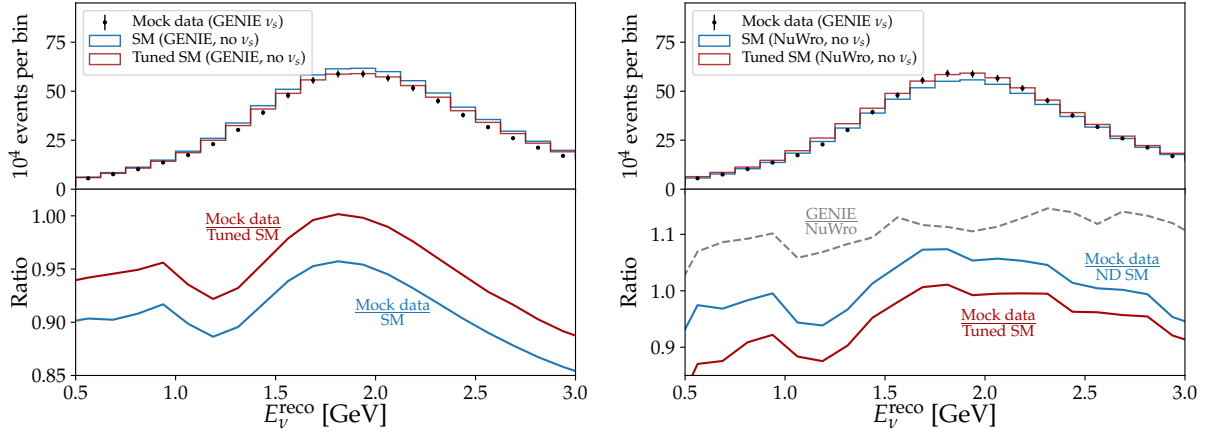 Mock data (GENIE νₛ)
SM (GENIE, no νₛ)
Tuned SM (GENIE, no νₛ)
10⁴ events per bin
75
50
25
0
Mock data
Tuned SM
Mock data
SM
Ratio
1.00
0.95
0.90
0.85
0.5 1.0 1.5 2.0 2.5 3.0
E_ν^reco [GeV]
Mock data (GENIE νₛ)
SM (NuWro, no νₛ)
Tuned SM (NuWro, no νₛ)
10⁴ events per bin
75
50
25
0
GENIE
NuWro
Mock data
ND SM
Mock data
Tuned SM
Ratio
1.1
1.0
0.9
0.5 1.0 1.5 2.0 2.5 3.0
E_ν^reco [GeV]